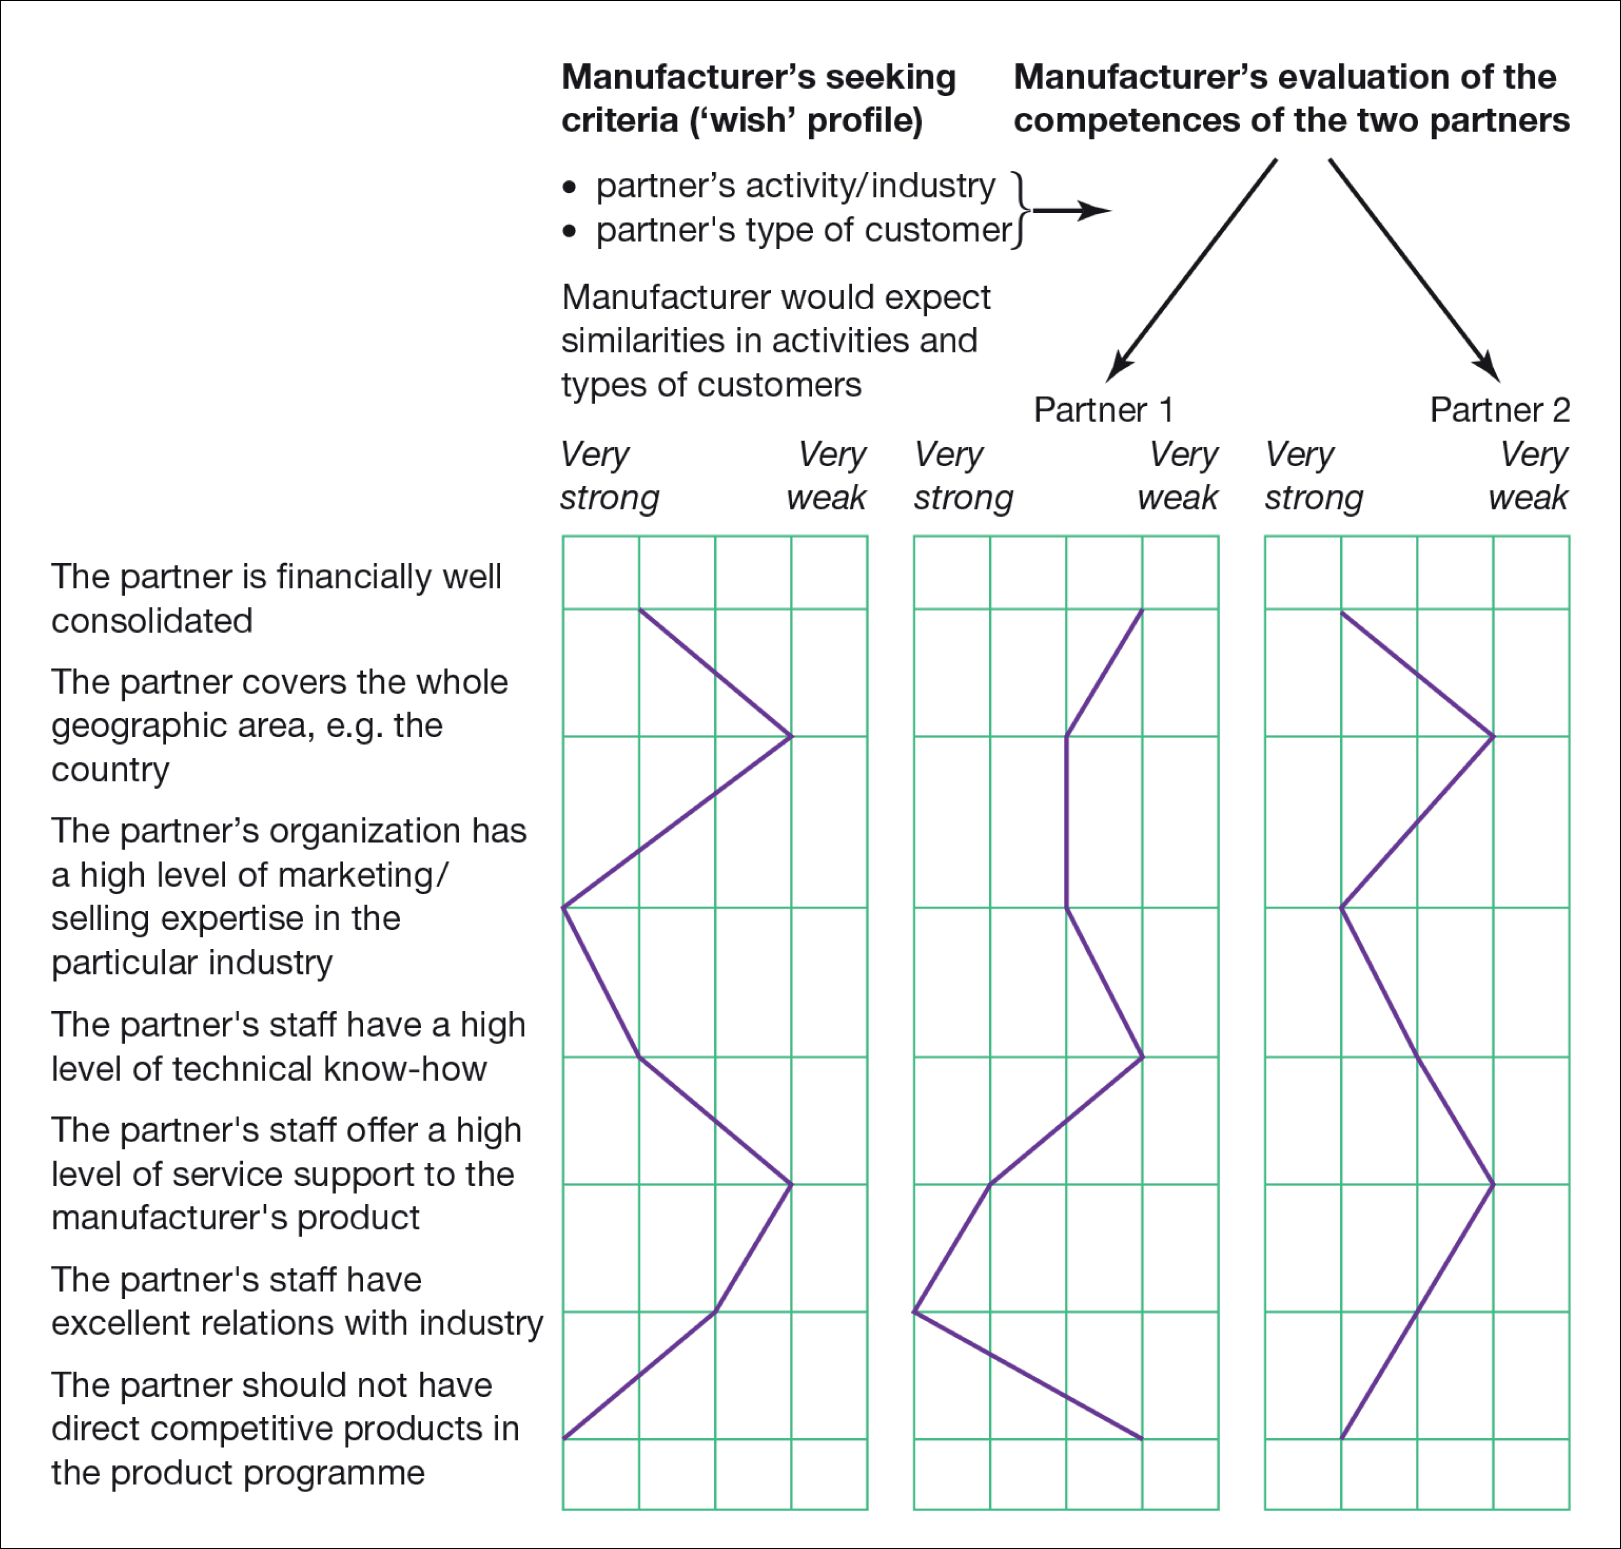 Manufacturer’s seeking
criteria (‘wish’ profile)
Manufacturer’s evaluation of the
competences of the two partners
• partner’s activity/industry
• partner's type of customer
Manufacturer would expect
similarities in activities and
types of customers
Partner 1
Partner 2
Very
strong
Very
weak
Very
strong
Very
weak
Very
strong
Very
weak
The partner is financially well
consolidated
The partner covers the whole
geographic area, e.g. the
country
The partner’s organization has
a high level of marketing/
selling expertise in the
particular industry
The partner's staff have a high
level of technical know-how
The partner's staff offer a high
level of service support to the
manufacturer's product
The partner's staff have
excellent relations with industry
The partner should not have
direct competitive products in
the product programme